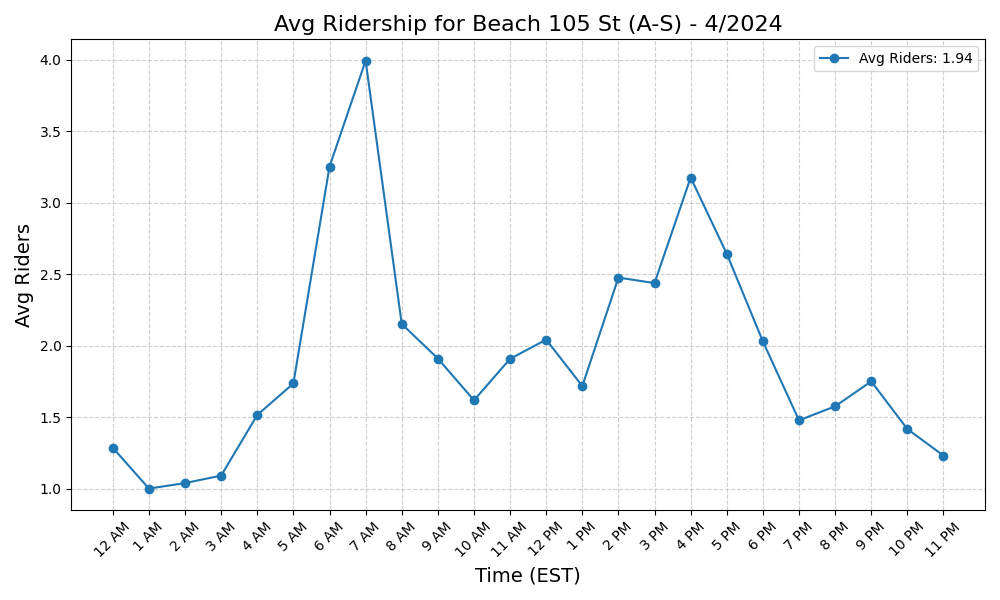 Avg Ridership for Beach 105 St (A-S) - 4/2024
Avg Riders: 1.94
Avg Riders
4.0
3.5
3.0
2.5
2.0
1.5
1.0
12 AM
1 AM
2 AM
3 AM
4 AM
5 AM
6 AM
7 AM
8 AM
9 AM
10 AM
11 AM
12 PM
1 PM
2 PM
3 PM
4 PM
5 PM
6 PM
7 PM
8 PM
9 PM
10 PM
11 PM
Time (EST)